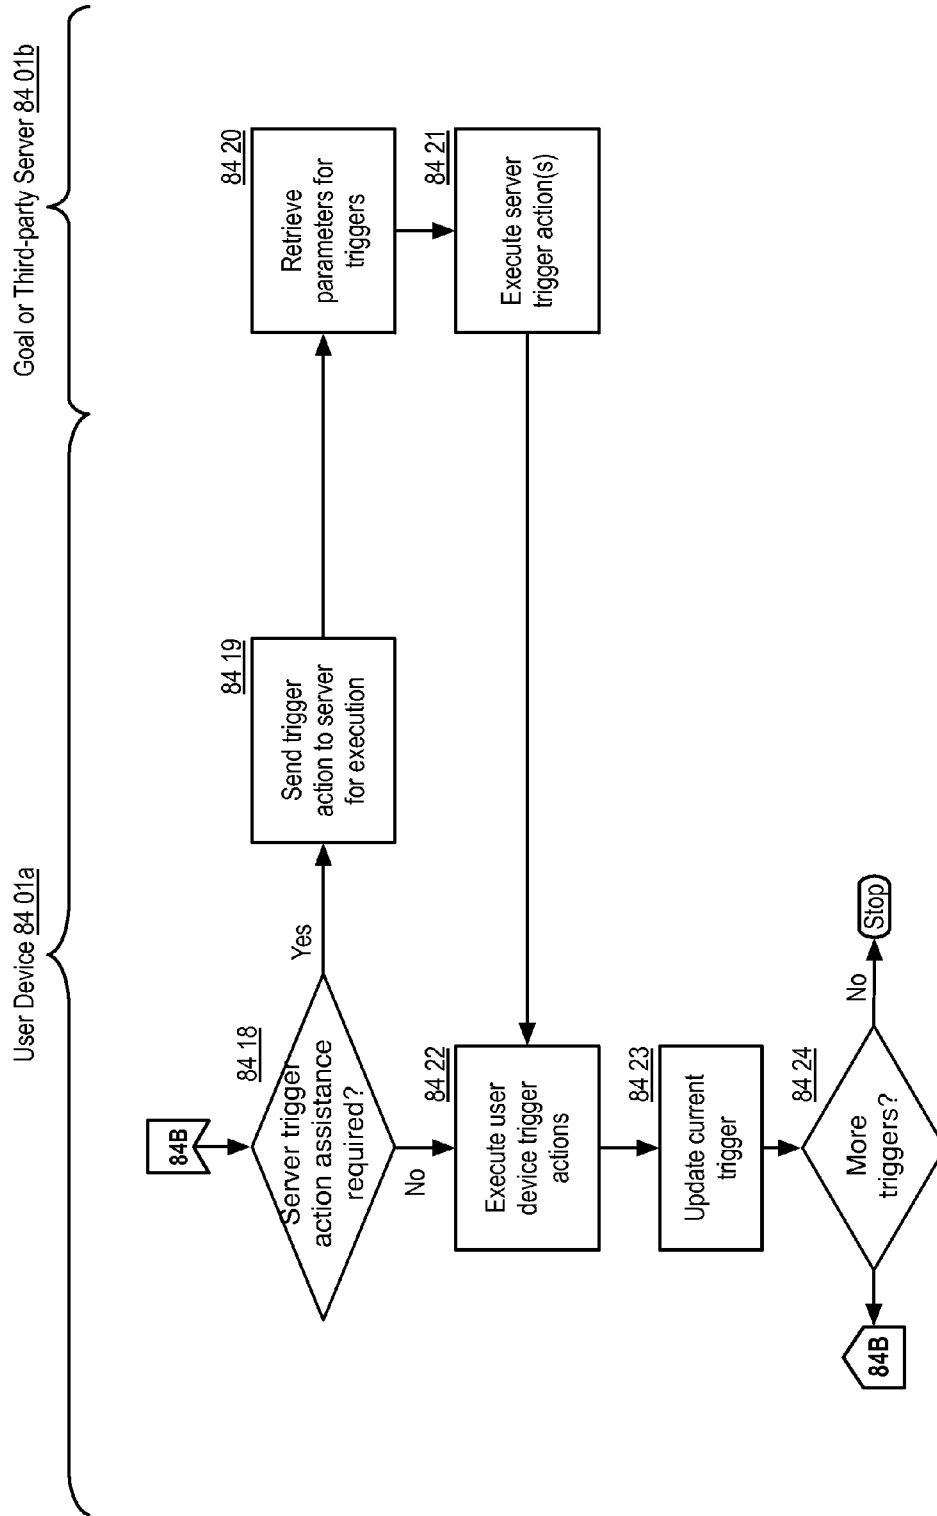 User Device 84 01a
Goal or Third-party Server 84 01b
84B
84 18
Server trigger
action assistance
required?
Yes
No
84 19
Send trigger
action to server
for execution
84 20
Retrieve
parameters for
triggers
84 21
Execute server
trigger action(s)
84 22
Execute user
device trigger
actions
84 23
Update current
trigger
84 24
More
triggers?
No
Stop
84B